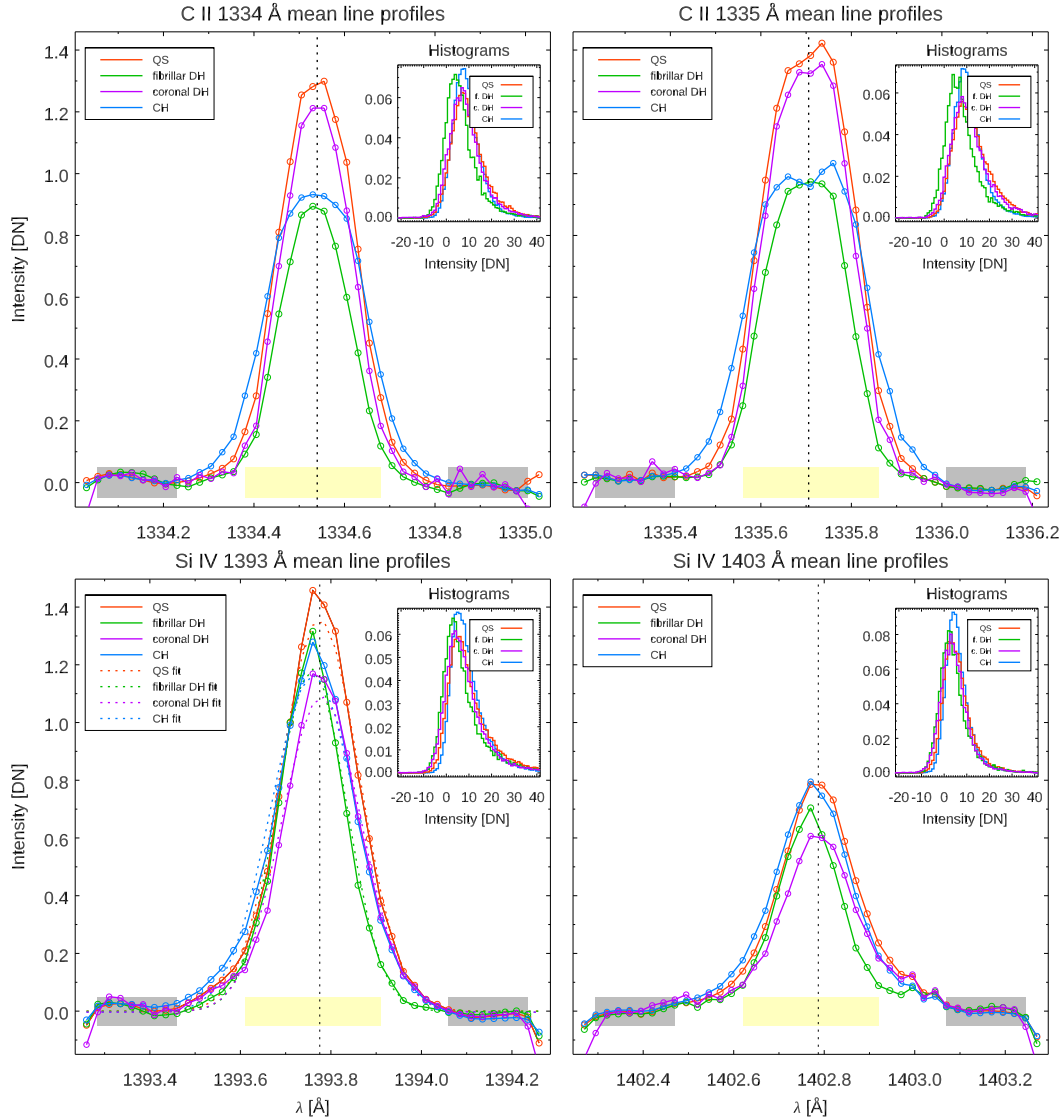 C II 1334 Å mean line profiles
C II 1335 Å mean line profiles
Intensity [DN]
1.4
1.2
1.0
0.8
0.6
0.4
0.2
0.0
QS
fibrillar DH
coronal DH
CH
Histograms
QS
f. DH
c. DH
CH
0.06
0.04
0.02
0.00
-20 -10 0 10 20 30 40
Intensity [DN]
1334.2 1334.4 1334.6 1334.8 1335.0
QS
fibrillar DH
coronal DH
CH
Histograms
QS
f. DH
c. DH
CH
0.06
0.04
0.02
0.00
-20 -10 0 10 20 30 40
Intensity [DN]
1335.4 1335.6 1335.8 1336.0 1336.2
Si IV 1393 Å mean line profiles
Si IV 1403 Å mean line profiles
Intensity [DN]
1.4
1.2
1.0
0.8
0.6
0.4
0.2
0.0
QS
fibrillar DH
coronal DH
CH
QS fit
fibrillar DH fit
coronal DH fit
CH fit
Histograms
QS
f. DH
c. DH
CH
0.06
0.05
0.04
0.03
0.02
0.01
0.00
-20 -10 0 10 20 30 40
Intensity [DN]
1393.4 1393.6 1393.8 1394.0 1394.2
λ [Å]
QS
fibrillar DH
coronal DH
CH
Histograms
QS
f. DH
c. DH
CH
0.08
0.06
0.04
0.02
0.00
-20 -10 0 10 20 30 40
Intensity [DN]
1402.4 1402.6 1402.8 1403.0 1403.2
λ [Å]